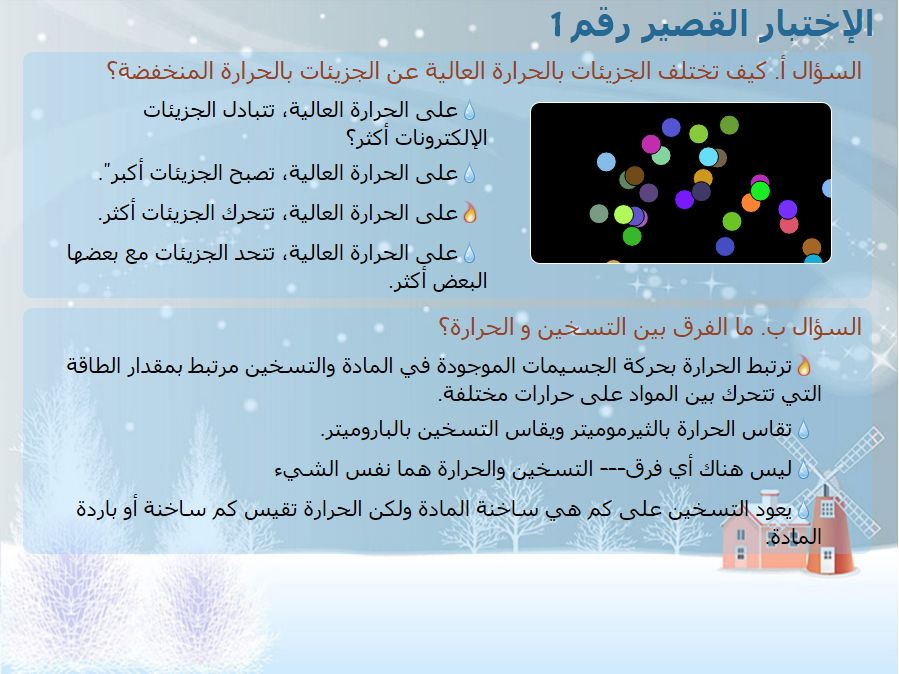 الإختبار القصير رقم 1
السؤال أ. كيف تختلف الجزيئات بالحرارة العالية عن الجزيئات بالحرارة المنخفضة؟
على الحرارة العالية، تتبادل الجزيئات
الإلكترونات أكثر؟
على الحرارة العالية، تصبح الجزيئات أكبر".
على الحرارة العالية، تتحرك الجزيئات أكثر.
على الحرارة العالية، تتحد الجزيئات مع بعضها
البعض أكثر.
السؤال ب. ما الفرق بين التسخين و الحرارة؟
ترتبط الحرارة بحركة الجسيمات الموجودة في المادة والتسخين مرتبط بمقدار الطاقة
التي تتحرك بين المواد على حرارات مختلفة.
تقاس الحرارة بالثيرموميتر ويقاس التسخين بالباروميتر.
ليس هناك أي فرق--- التسخين والحرارة هما نفس الشيء
يعود التسخين على كم هي ساخنة المادة ولكن الحرارة تقيس كم ساخنة أو باردة
المادة.